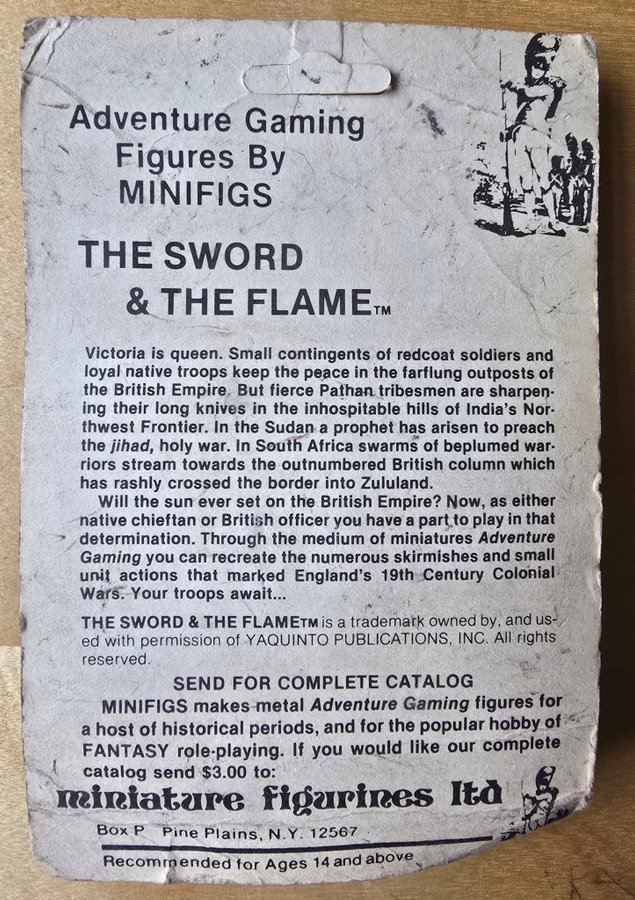 Adventure Gaming
Figures By
MINIFIGS
THE SWORD
& THE FLAME™
Victoria is queen. Small contingents of redcoat soldiers and
loyal native troops keep the peace in the farflung outposts of
the British Empire. But fierce Pathan tribesmen are sharpen-
ing their long knives in the inhospitable hills of India's Nor-
thwest Frontier. In the Sudan a prophet has arisen to preach
the jihad, holy war. In South Africa swarms of beplumed war-
riors stream towards the outnumbered British column which
has rashly crossed the border into Zululand.
Will the sun ever set on the British Empire? Now, as either
native chieftan or British officer you have a part to play in that
determination. Through the medium of miniatures Adventure
Gaming you can recreate the numerous skirmishes and small
unit actions that marked England's 19th Century Colonial
Wars. Your troops await...
THE SWORD & THE FLAME™ is a trademark owned by, and us-
ed with permission of YAQUINTO PUBLICATIONS, INC. All rights
reserved.
SEND FOR COMPLETE CATALOG
MINIFIGS makes metal Adventure Gaming figures for
a host of historical periods, and for the popular hobby of
FANTASY role-playing. If you would like our complete
catalog send $3.00 to:
miniature figurines ltd
Box P Pine Plains, N.Y. 12567
Recommended for Ages 14 and above